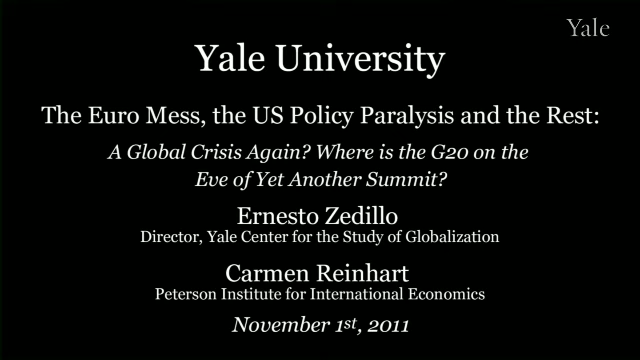 Yale
Yale University
The Euro Mess, the US Policy Paralysis and the Rest:
A Global Crisis Again? Where is the G20 on the
Eve of Yet Another Summit?
Ernesto Zedillo
Director, Yale Center for the Study of Globalization
Carmen Reinhart
Peterson Institute for International Economics
November 1st, 2011